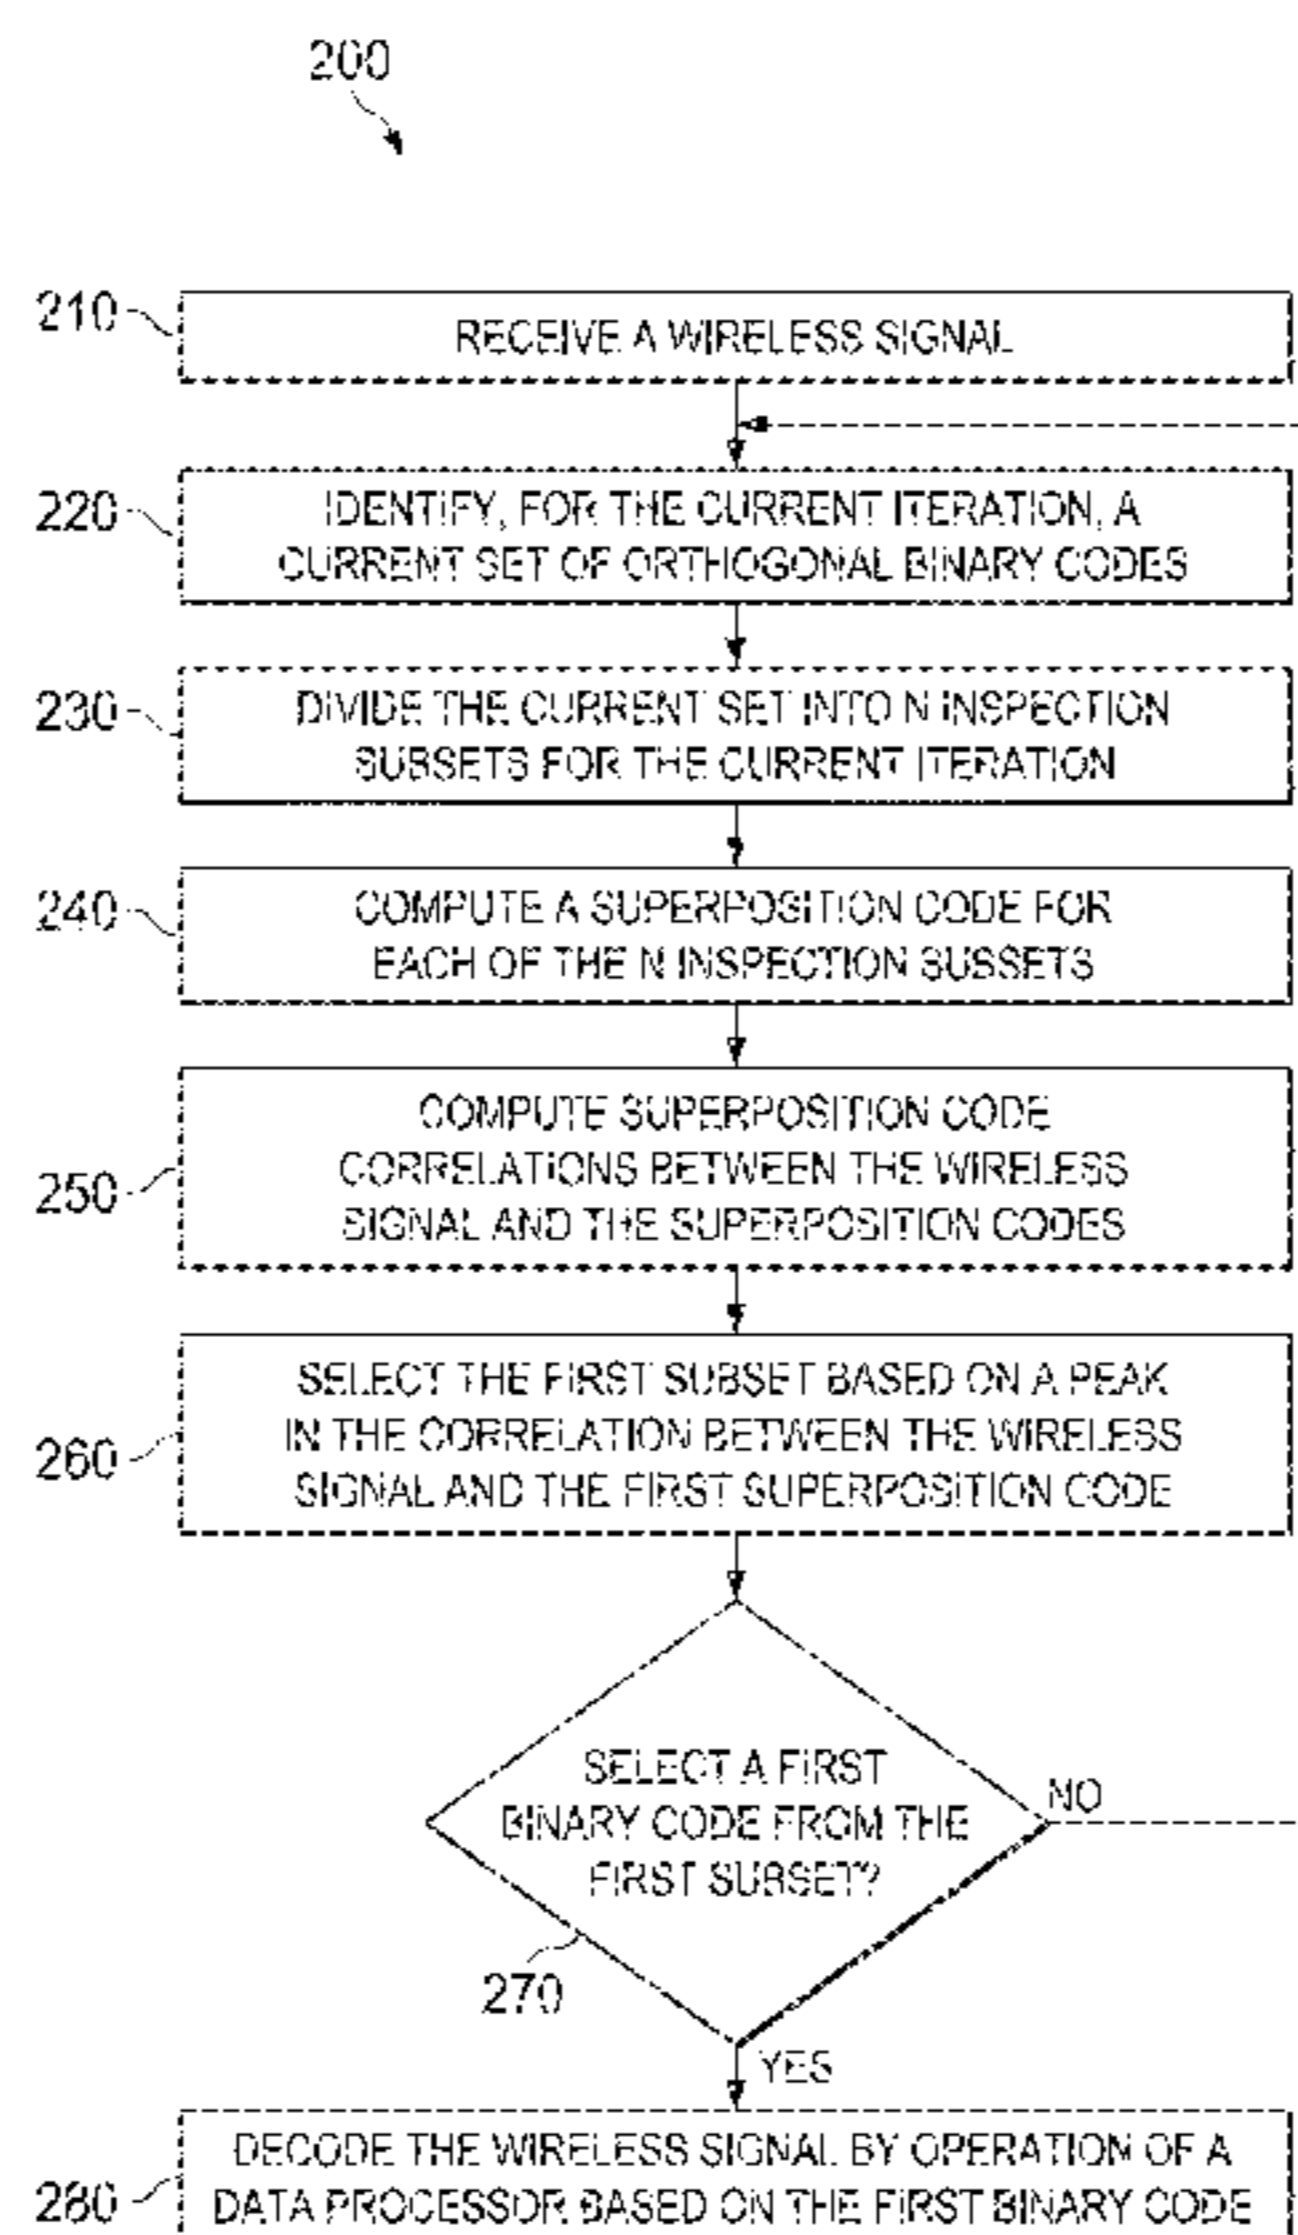 200
210
RECEIVE A WIRELESS SIGNAL
220
IDENTIFY, FOR THE CURRENT ITERATION, A
CURRENT SET OF ORTHOGONAL BINARY CODES
230
DIVIDE THE CURRENT SET INTO N INSPECTION
SUBSETS FOR THE CURRENT ITERATION
240
COMPUTE A SUPERPOSITION CODE FOR
EACH OF THE N INSPECTION SUSSETS
250
COMPUTE SUPERPOSITION CODE
CORRELATIONS BETWEEN THE WIRELESS
SIGNAL AND THE SUPERPOSITION CODES
260
SELECT THE FIRST SUBSET BASED ON A PEAK
IN THE CORRELATION BETWEEN THE WIRELESS
SIGNAL AND THE FIRST SUPERPOSITION CODE
SELECT A FIRST
BINARY CODE FROM THE
FIRST SUBSET?
NO
270
YES
280
DECODE THE WIRELESS SIGNAL BY OPERATION OF A
DATA PROCESSOR BASED ON THE FIRST BINARY CODE